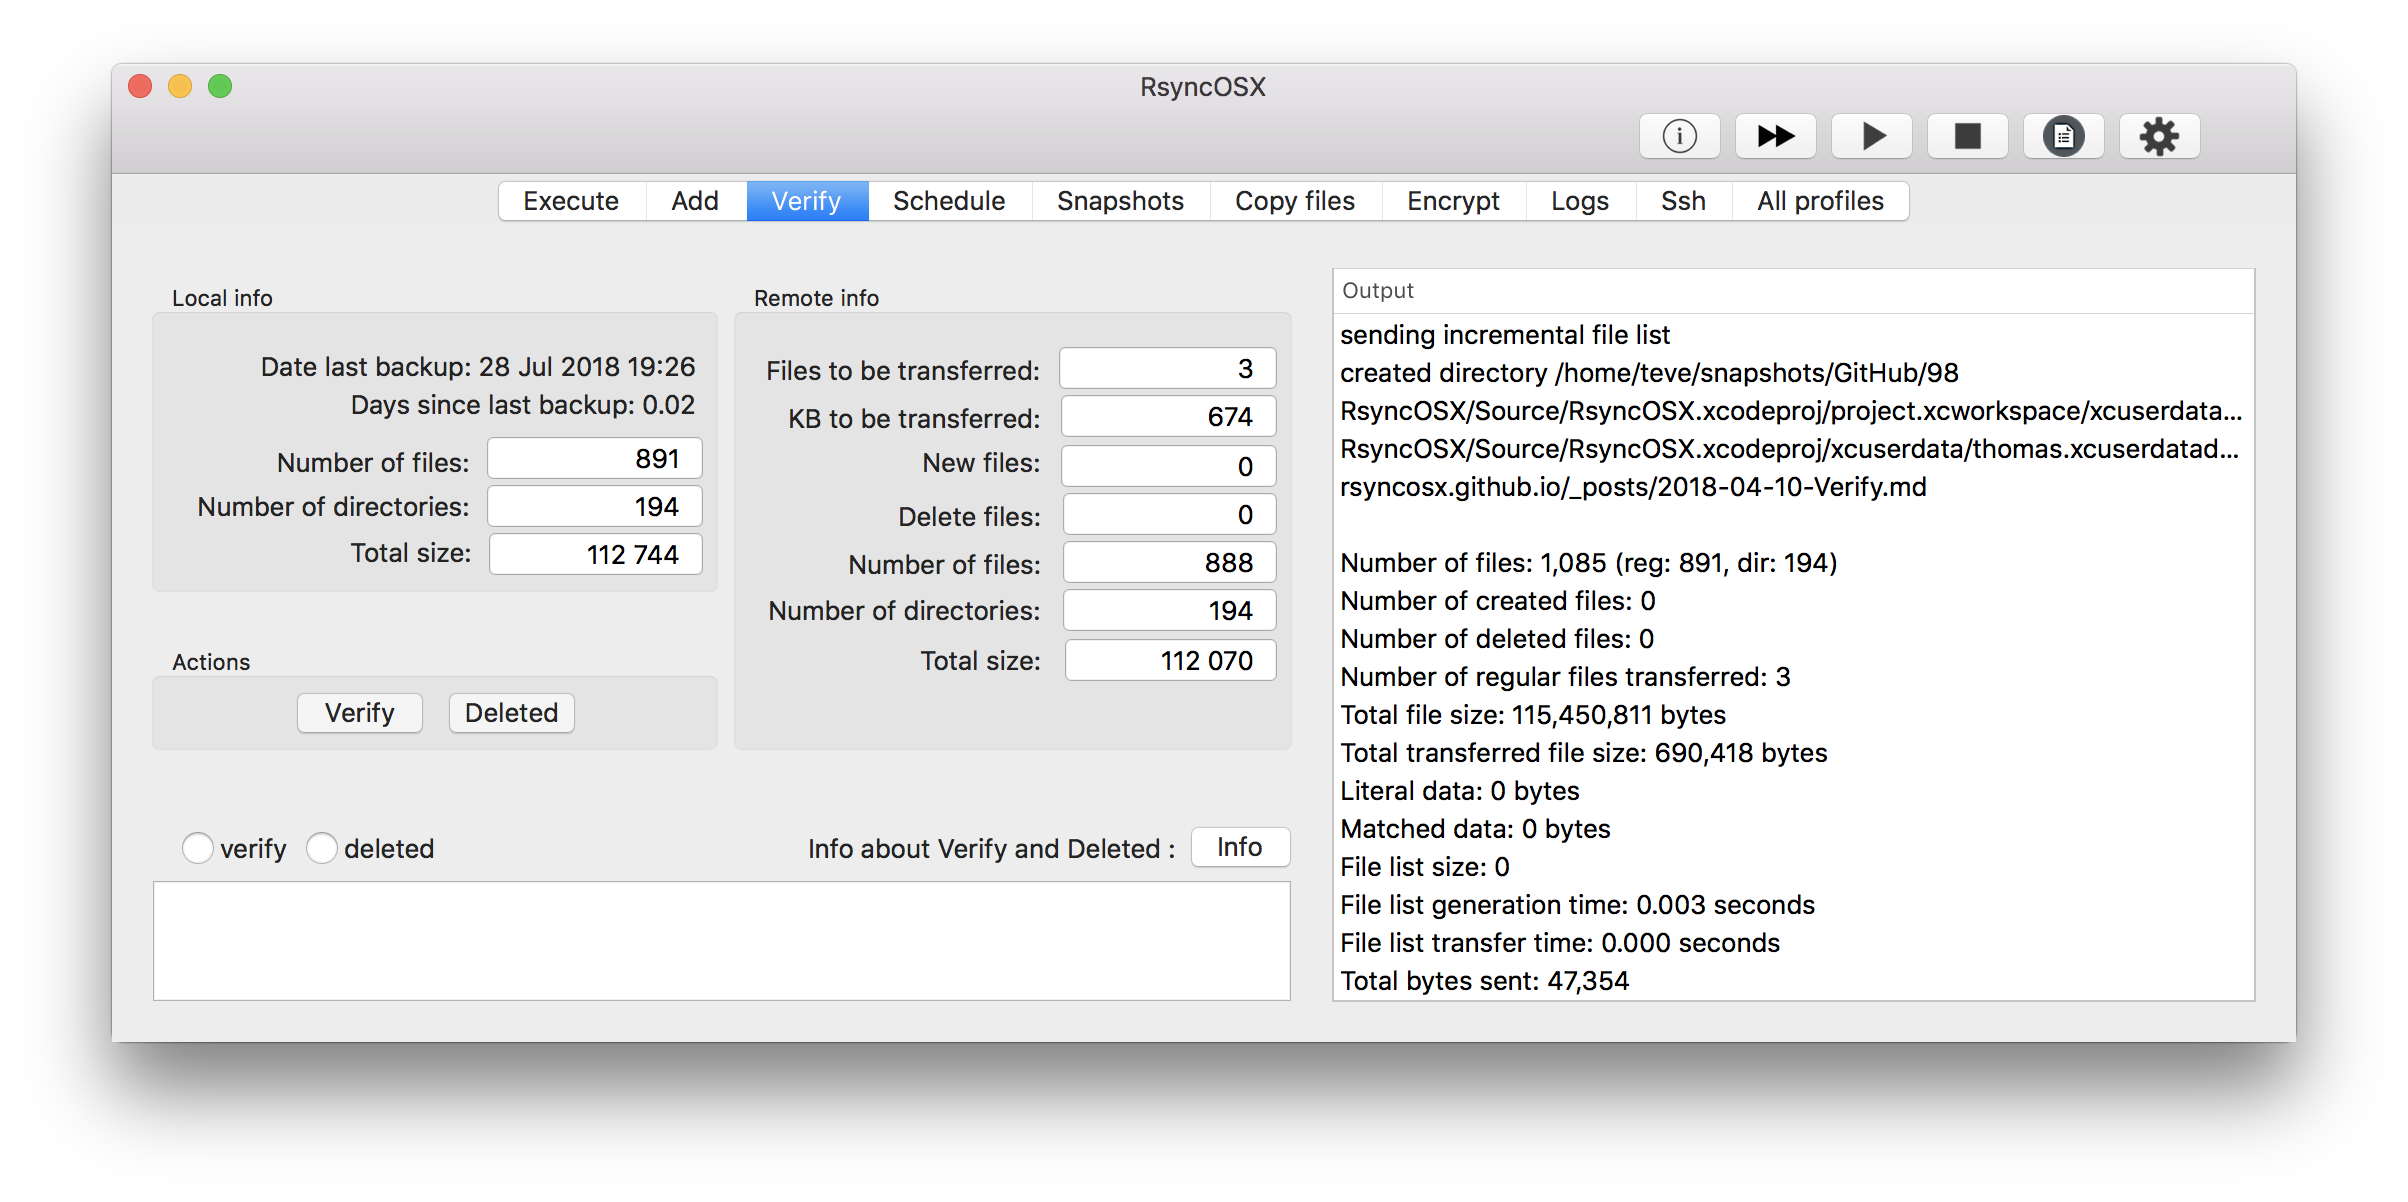 RsyncOSX
Execute Add Verify Schedule Snapshots Copy files Encrypt Logs Ssh All profiles
Local info
Date last backup: 28 Jul 2018 19:26
Days since last backup: 0.02
Number of files: 891
Number of directories: 194
Total size: 112 744
Actions
Verify Deleted
Remote info
Files to be transferred: 3
KB to be transferred: 674
New files: 0
Delete files: 0
Number of files: 888
Number of directories: 194
Total size: 112 070
verify deleted
Info about Verify and Deleted : Info
Output
sending incremental file list
created directory /home/teve/snapshots/GitHub/98
RsyncOSX/Source/RsyncOSX.xcodeproj/project.xcworkspace/xcuserdata...
RsyncOSX/Source/RsyncOSX.xcodeproj/xcuserdata/thomas.xcuserdatad...
rsyncosx.github.io/_posts/2018-04-10-Verify.md
Number of files: 1,085 (reg: 891, dir: 194)
Number of created files: 0
Number of deleted files: 0
Number of regular files transferred: 3
Total file size: 115,450,811 bytes
Total transferred file size: 690,418 bytes
Literal data: 0 bytes
Matched data: 0 bytes
File list size: 0
File list generation time: 0.003 seconds
File list transfer time: 0.000 seconds
Total bytes sent: 47,354